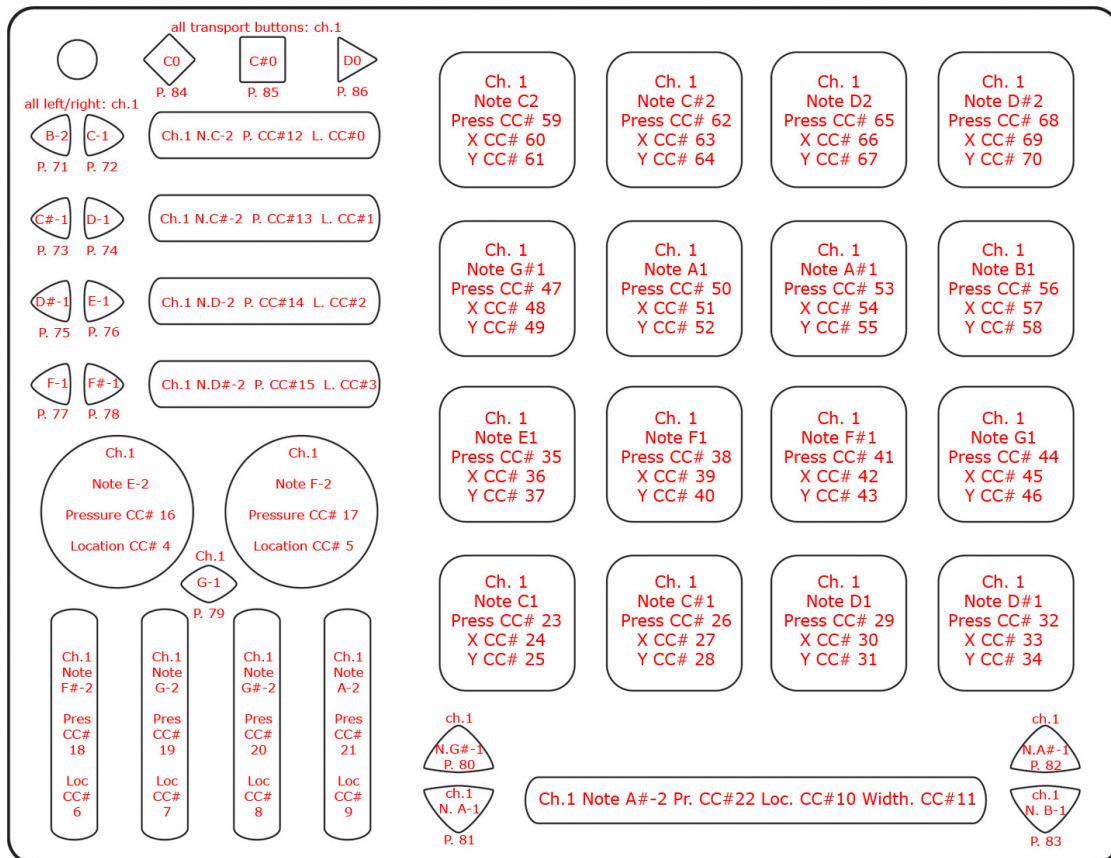 all transport buttons: ch.1
C0
C#0
D0
P. 84
P. 85
P. 86
all left/right: ch.1
B-2
C-1
P. 71
P. 72
Ch.1 N.C-2 P. CC#12 L. CC#0
C#-1
D-1
P. 73
P. 74
Ch.1 N.C#-2 P. CC#13 L. CC#1
D#-1
E-1
P. 75
P. 76
Ch.1 N.D-2 P. CC#14 L. CC#2
F-1
F#-1
P. 77
P. 78
Ch.1 N.D#-2 P. CC#15 L. CC#3
Ch.1
Note E-2
Pressure CC# 16
Location CC# 4
Ch.1
Note F-2
Pressure CC# 17
Location CC# 5
Ch.1
G-1
P. 79
Ch.1
Note
F#-2
Pres
CC#
18
Loc
CC#
6
Ch.1
Note
G-2
Pres
CC#
19
Loc
CC#
7
Ch.1
Note
G#-2
Pres
CC#
20
Loc
CC#
8
Ch.1
Note
A-2
Pres
CC#
21
Loc
CC#
9
Ch. 1
Note C2
Press CC# 59
X CC# 60
Y CC# 61
Ch. 1
Note C#2
Press CC# 62
X CC# 63
Y CC# 64
Ch. 1
Note D2
Press CC# 65
X CC# 66
Y CC# 67
Ch. 1
Note D#2
Press CC# 68
X CC# 69
Y CC# 70
Ch. 1
Note G#1
Press CC# 47
X CC# 48
Y CC# 49
Ch. 1
Note A1
Press CC# 50
X CC# 51
Y CC# 52
Ch. 1
Note A#1
Press CC# 53
X CC# 54
Y CC# 55
Ch. 1
Note B1
Press CC# 56
X CC# 57
Y CC# 58
Ch. 1
Note E1
Press CC# 35
X CC# 36
Y CC# 37
Ch. 1
Note F1
Press CC# 38
X CC# 39
Y CC# 40
Ch. 1
Note F#1
Press CC# 41
X CC# 42
Y CC# 43
Ch. 1
Note G1
Press CC# 44
X CC# 45
Y CC# 46
Ch. 1
Note C1
Press CC# 23
X CC# 24
Y CC# 25
Ch. 1
Note C#1
Press CC# 26
X CC# 27
Y CC# 28
Ch. 1
Note D1
Press CC# 29
X CC# 30
Y CC# 31
Ch. 1
Note D#1
Press CC# 32
X CC# 33
Y CC# 34
ch.1
N.G#-1
P. 80
ch.1
N. A-1
P. 81
Ch.1 Note A#-2 Pr. CC#22 Loc. CC#10 Width. CC#11
ch.1
N.A#-1
P. 82
ch.1
N. B-1
P. 83